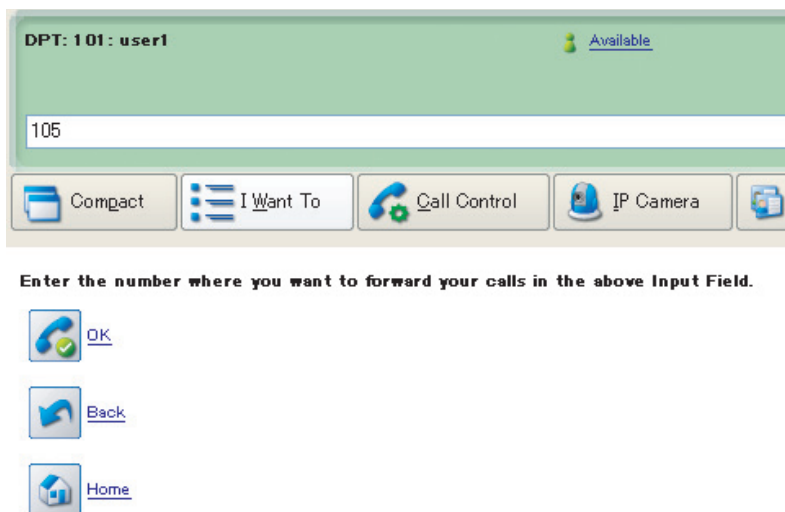 DPT: 101: user1 Available
105
Compact I Want To Call Control IP Camera
Enter the number where you want to forward your calls in the above Input Field.
OK
Back
Home